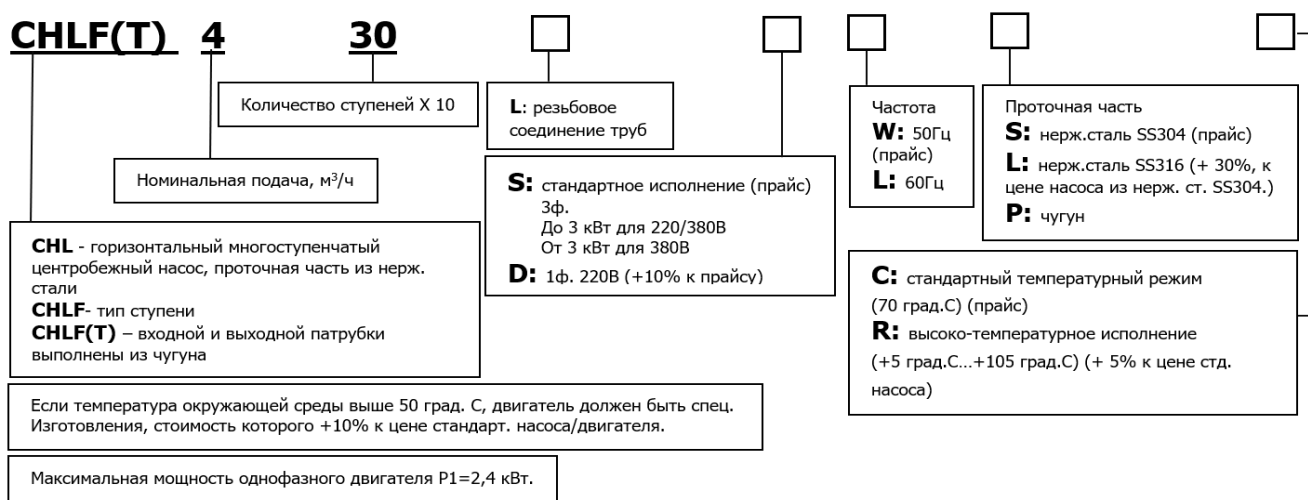 CHLF(T) 4 30
Количество ступеней X 10
Номинальная подача, м³/ч
CHL - горизонтальный многоступенчатый
центробежный насос, проточная часть из нерж.
стали
CHLF- тип ступени
CHLF(T) – входной и выходной патрубки
выполнены из чугуна
L: резьбовое
соединение труб
S: стандартное исполнение (прайс)
3ф.
До 3 кВт для 220/380В
От 3 кВт для 380В
D: 1ф. 220В (+10% к прайсу)
Частота
W: 50Гц
(прайс)
L: 60Гц
Проточная часть
S: нерж.сталь SS304 (прайс)
L: нерж.сталь SS316 (+ 30%, к
цене насоса из нерж. ст. SS304.)
P: чугун
C: стандартный температурный режим
(70 град.С) (прайс)
R: высоко-температурное исполнение
(+5 град.С...+105 град.С) (+ 5% к цене стд.
насоса)
Если температура окружающей среды выше 50 град. С, двигатель должен быть спец.
Изготовления, стоимость которого +10% к цене стандарт. насоса/двигателя.
Максимальная мощность однофазного двигателя P1=2,4 кВт.